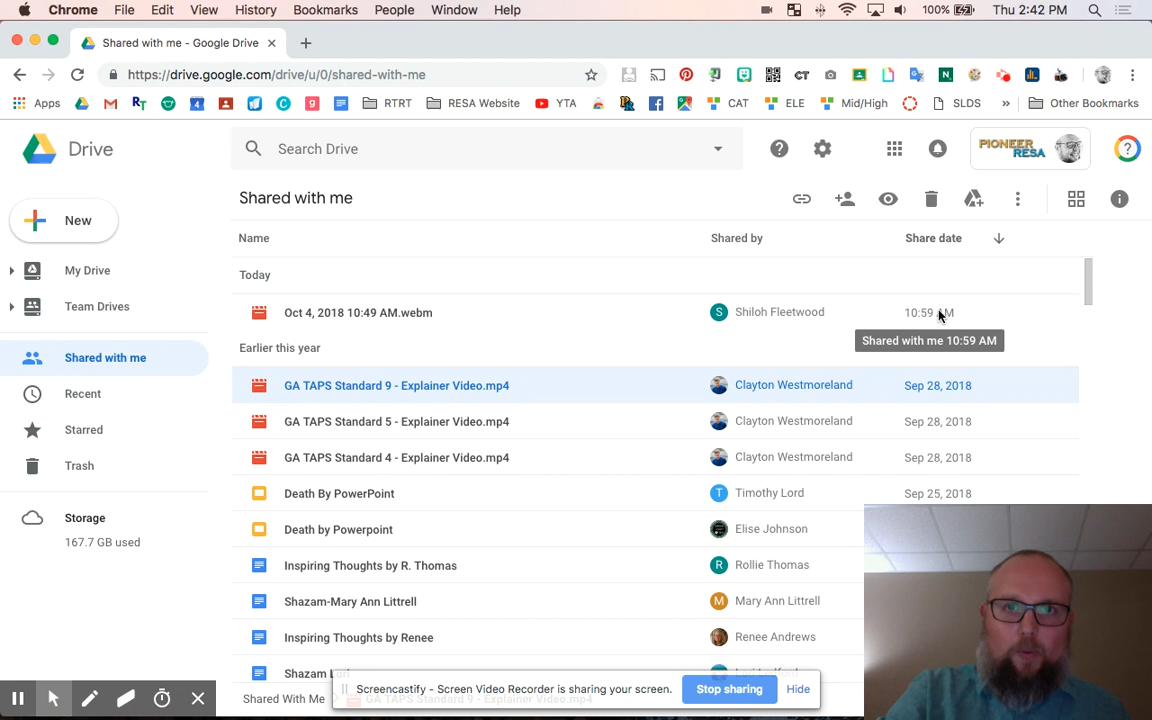 Chrome File Edit View History Bookmarks People Window Help 100% Thu 2:42 PM
Shared with me - Google Drive
https://drive.google.com/drive/u/0/shared-with-me
Apps RTRT RESA Website YTA CAT ELE Mid/High SLDS » Other Bookmarks
Drive
Search Drive
PIONEER
RESA
Shared with me
New
Name Shared by Share date
My Drive
Today
Team Drives
Oct 4, 2018 10:49 AM.webm Shiloh Fleetwood 10:59 AM
Shared with me 10:59 AM
Earlier this year
Shared with me
GA TAPS Standard 9 - Explainer Video.mp4 Clayton Westmoreland Sep 28, 2018
Recent
GA TAPS Standard 5 - Explainer Video.mp4 Clayton Westmoreland Sep 28, 2018
Starred
GA TAPS Standard 4 - Explainer Video.mp4 Clayton Westmoreland Sep 28, 2018
Trash
Death By PowerPoint Timothy Lord Sep 25, 2018
Storage
167.7 GB used
Death by Powerpoint Elise Johnson
Inspiring Thoughts by R. Thomas Rollie Thomas
Shazam-Mary Ann Littrell Mary Ann Littrell
Inspiring Thoughts by Renee Renee Andrews
Shazam
Screencastify - Screen Video Recorder is sharing your screen. Stop sharing Hide
Shared With Me GA TAPS Standard 9 - Explainer Video.mp4